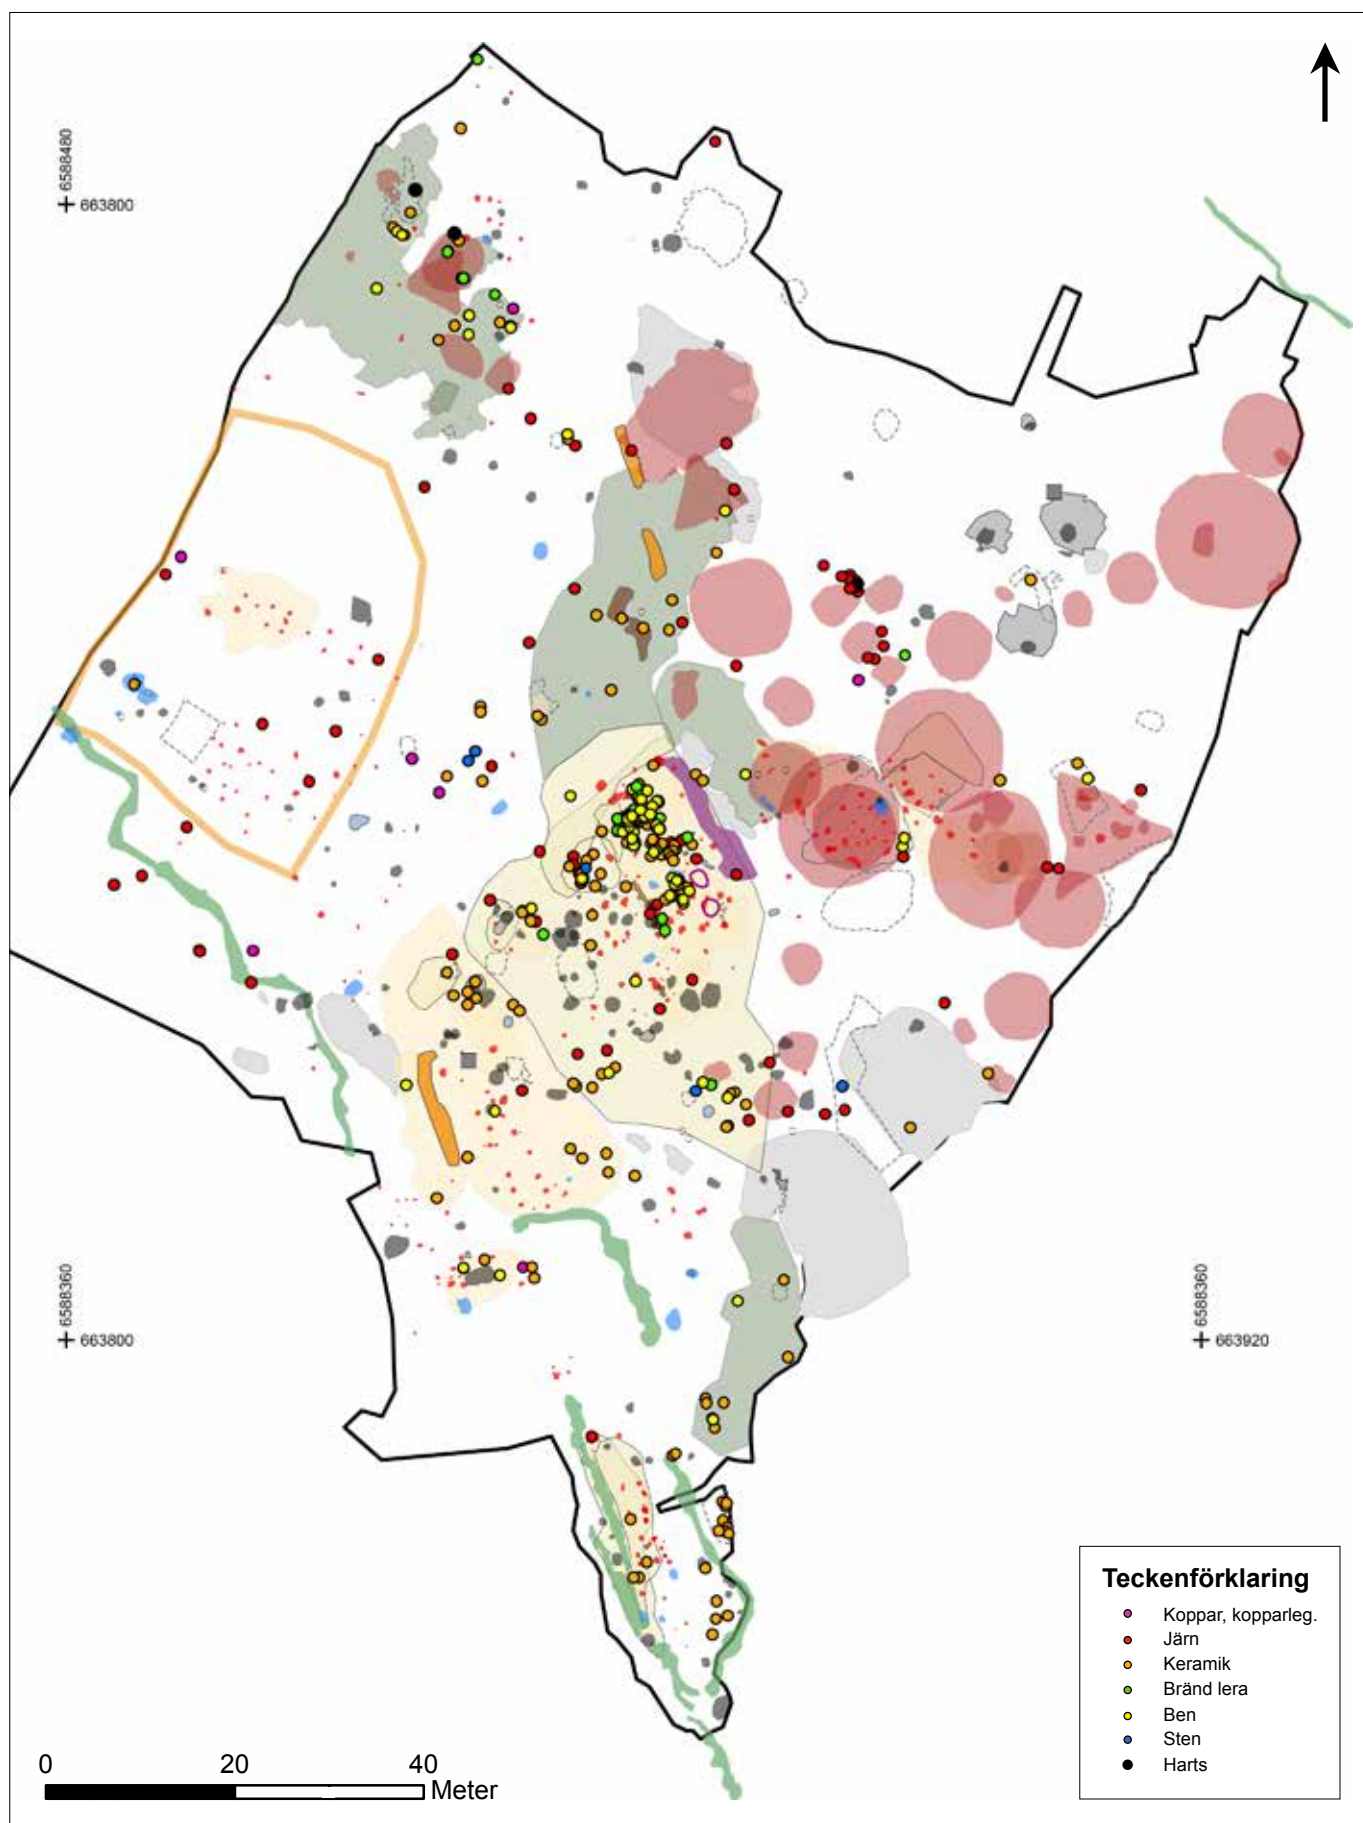 6588480
663800
6588360
663800
6588360
663920
Teckenförklaring
Koppar, kopparleg.
Järn
Keramik
Bränd lera
Ben
Sten
Harts
0 20 40
Meter